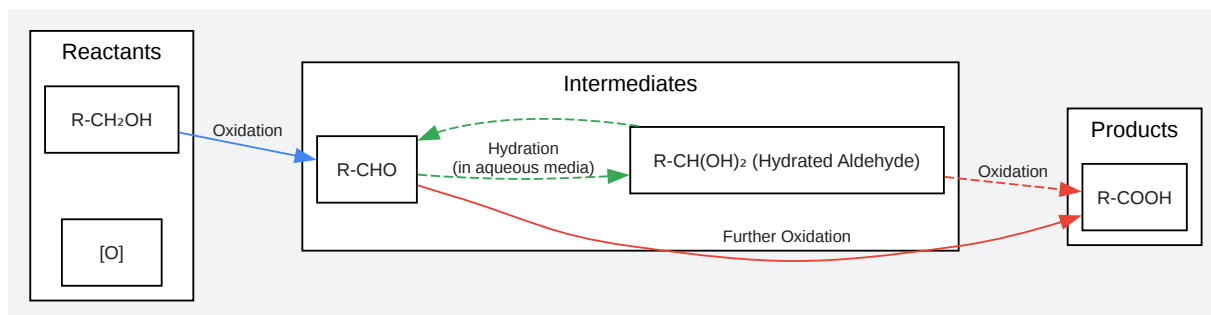 Reactants
R-CH₂OH
[O]
Oxidation
Intermediates
R-CHO
Hydration
(in aqueous media)
R-CH(OH)₂ (Hydrated Aldehyde)
Further Oxidation
Oxidation
Products
R-COOH